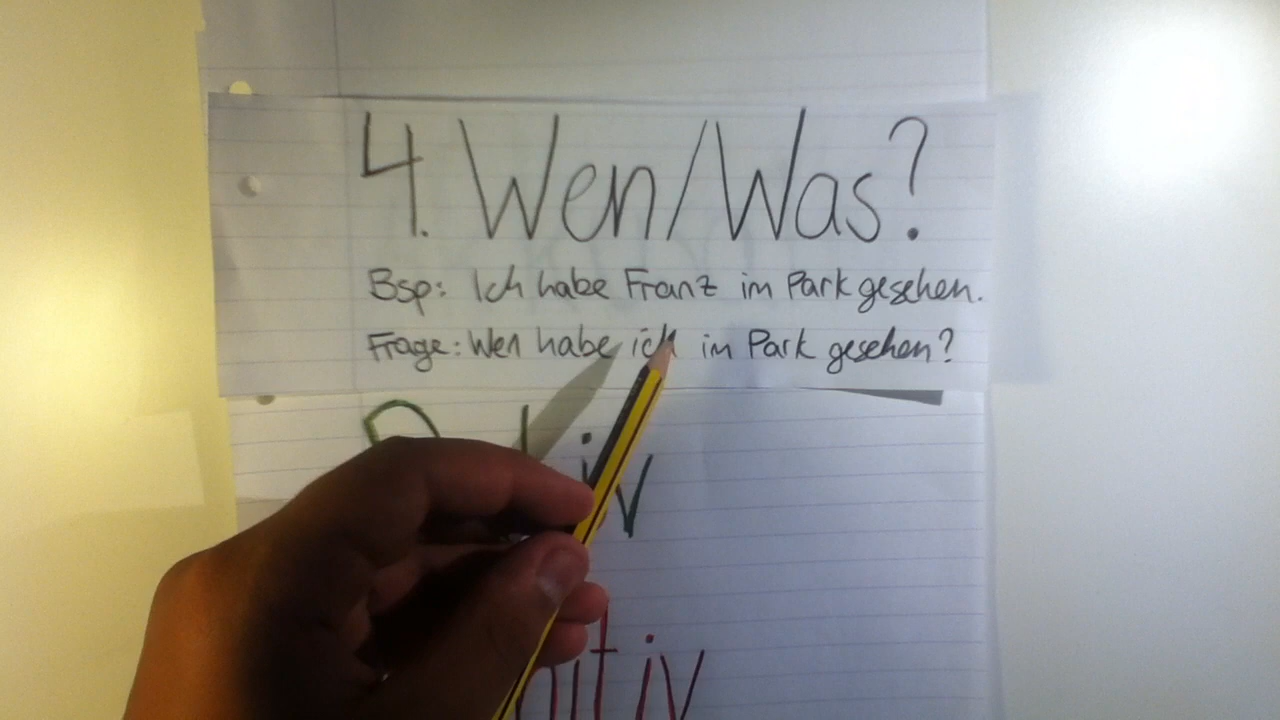 4. Wen/Was?
Bsp: Ich habe Franz im Park gesehen.
Frage: Wen habe ich im Park gesehen?